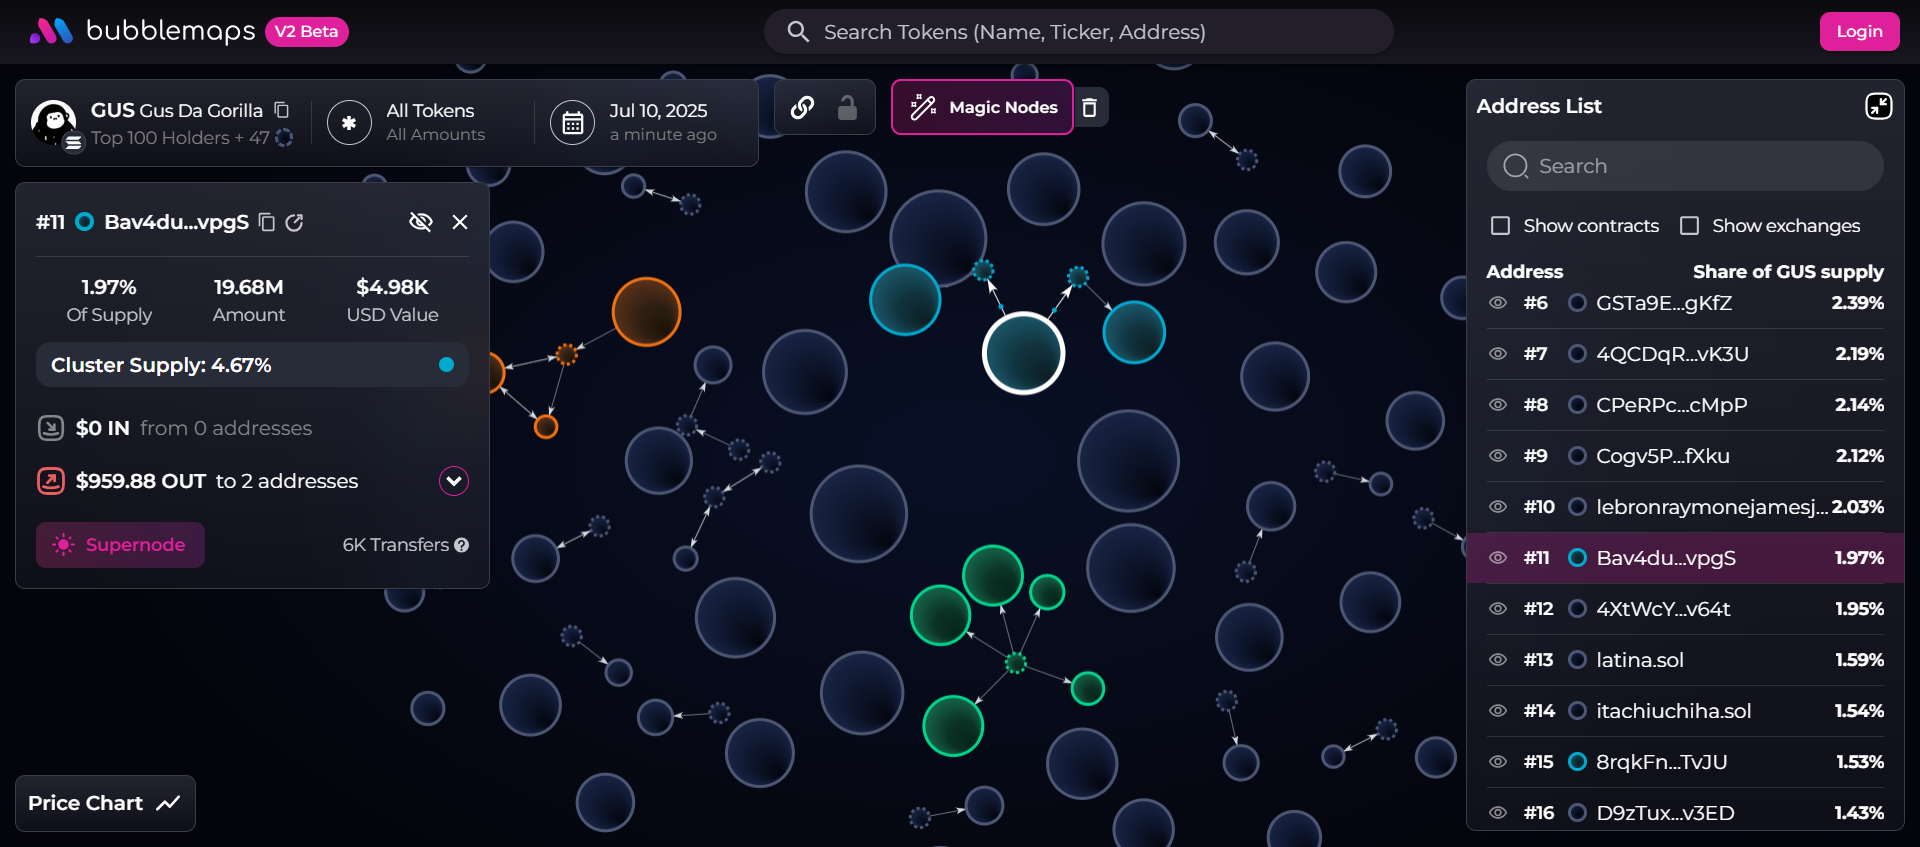 bubblemaps V2 Beta
Search Tokens (Name, Ticker, Address)
Login
GUS Gus Da Gorilla
Top 100 Holders + 47
All Tokens
All Amounts
Jul 10, 2025
a minute ago
Magic Nodes
#11 Bav4du...vpgS
1.97%
Of Supply
19.68M
Amount
$4.98K
USD Value
Cluster Supply: 4.67%
$0 IN from 0 addresses
$959.88 OUT to 2 addresses
Supernode
6K Transfers ?
Price Chart
Address List
Search
Show contracts
Show exchanges
Address Share of GUS supply
#6 GSTa9E...gKfZ 2.39%
#7 4QCDqR...vK3U 2.19%
#8 CPeRPc...cMpP 2.14%
#9 Cogv5P...fXku 2.12%
#10 lebronraymonejamesj... 2.03%
#11 Bav4du...vpgS 1.97%
#12 4XtWcY...v64t 1.95%
#13 latina.sol 1.59%
#14 itachiuchiha.sol 1.54%
#15 8rqkFn...TvJU 1.53%
#16 D9zTux...v3ED 1.43%